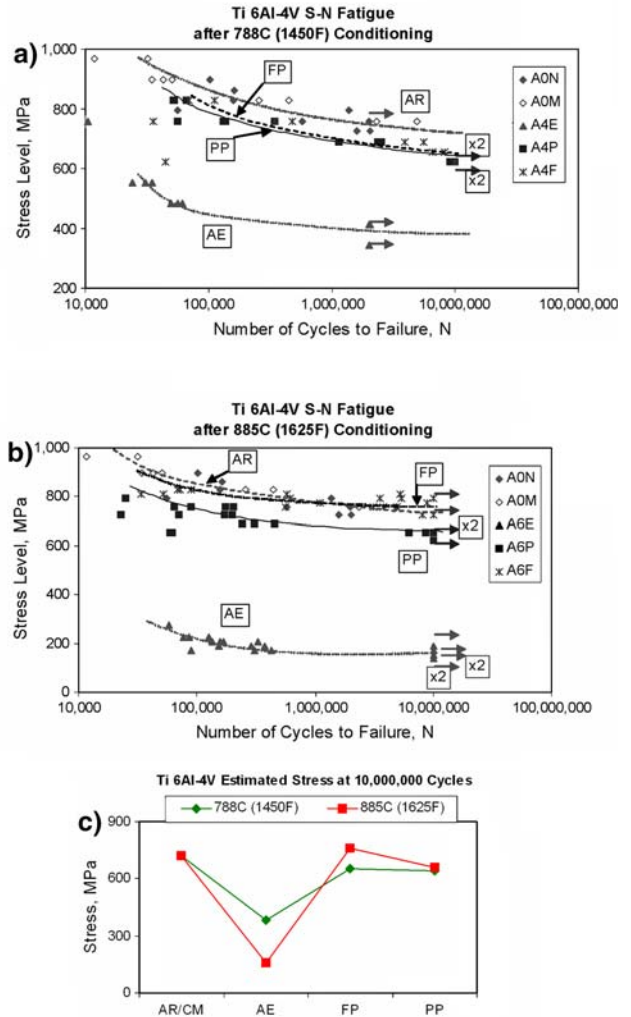 Ti 6Al-4V S-N Fatigue
after 788C (1450F) Conditioning
a)
1,000
800
600
400
200
Stress Level, MPa
FP
AR
PP
AE
x2
x2
A0N
A0M
A4E
A4P
A4F
10,000 100,000 1,000,000 10,000,000 100,000,000
Number of Cycles to Failure, N
Ti 6Al-4V S-N Fatigue
after 885C (1625F) Conditioning
b)
1,000
800
600
400
200
0
Stress Level, MPa
AR
FP
PP
AE
x2
x2
x2
A0N
A0M
A6E
A6P
A6F
10,000 100,000 1,000,000 10,000,000 100,000,000
Number of Cycles to Failure, N
Ti 6Al-4V Estimated Stress at 10,000,000 Cycles
c)
788C (1450F) 885C (1625F)
900
600
300
0
Stress, MPa
AR/CM AE FP PP